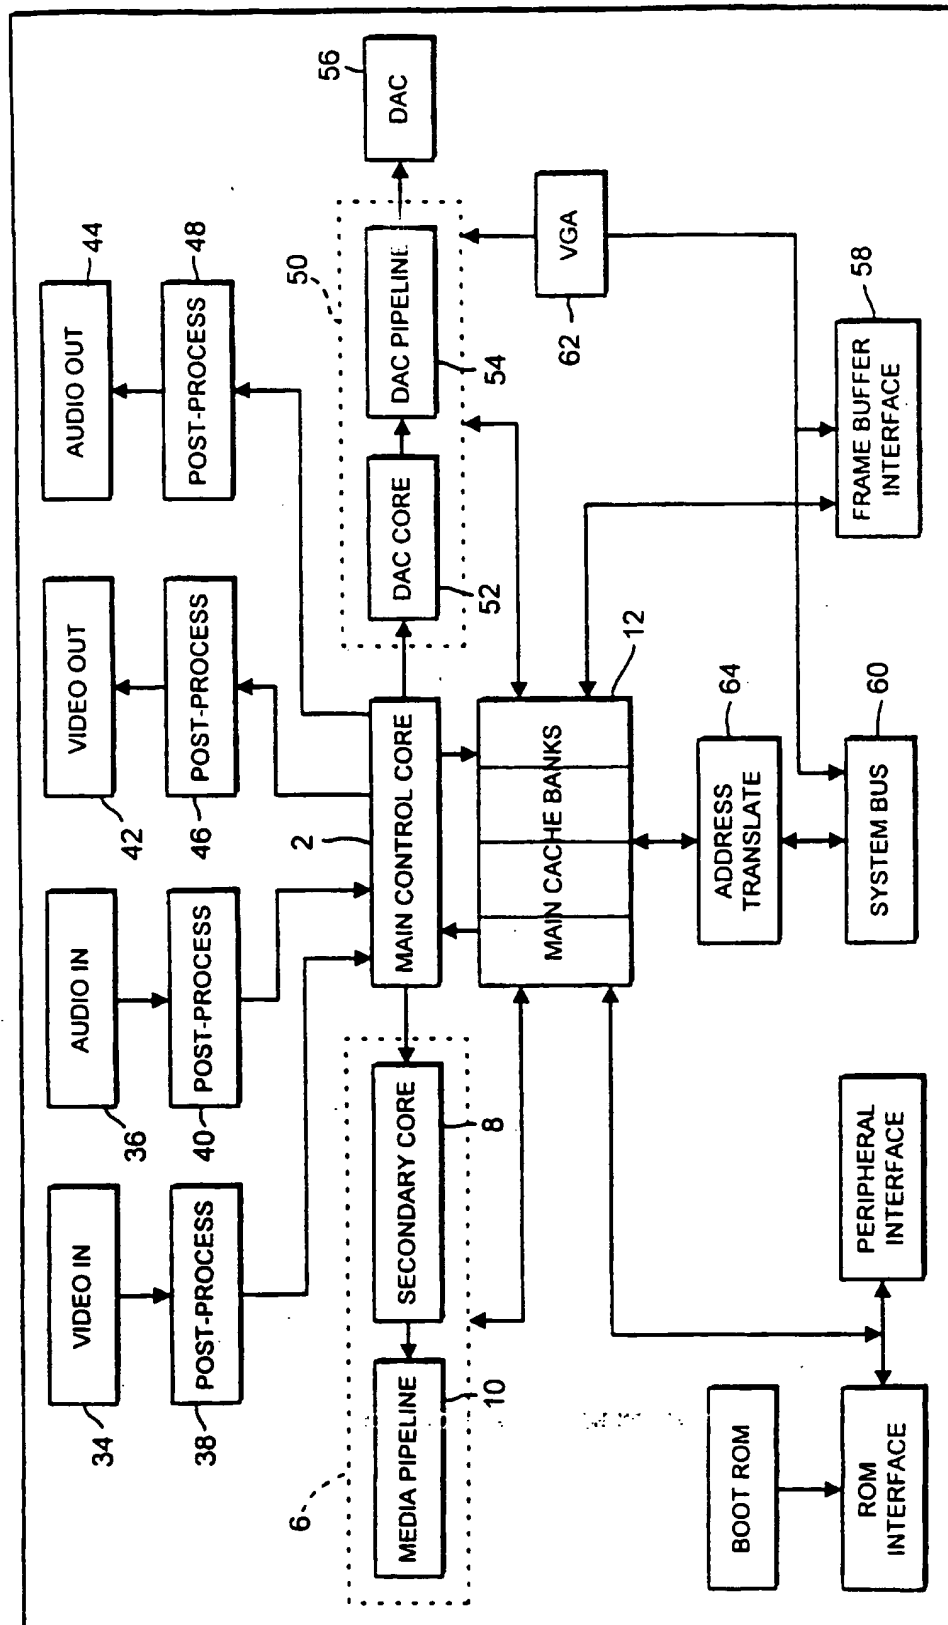 VIDEO IN
34
AUDIO IN
36
VIDEO OUT
42
AUDIO OUT
44
POST-PROCESS
38
POST-PROCESS
40
POST-PROCESS
46
POST-PROCESS
48
6
MEDIA PIPELINE
10
SECONDARY CORE
8
2
MAIN CONTROL CORE
50
DAC CORE
52
DAC PIPELINE
54
DAC
56
MAIN CACHE BANKS
12
VGA
62
BOOT ROM
ADDRESS
TRANSLATE
64
ROM
INTERFACE
PERIPHERAL
INTERFACE
SYSTEM BUS
60
FRAME BUFFER
INTERFACE
58